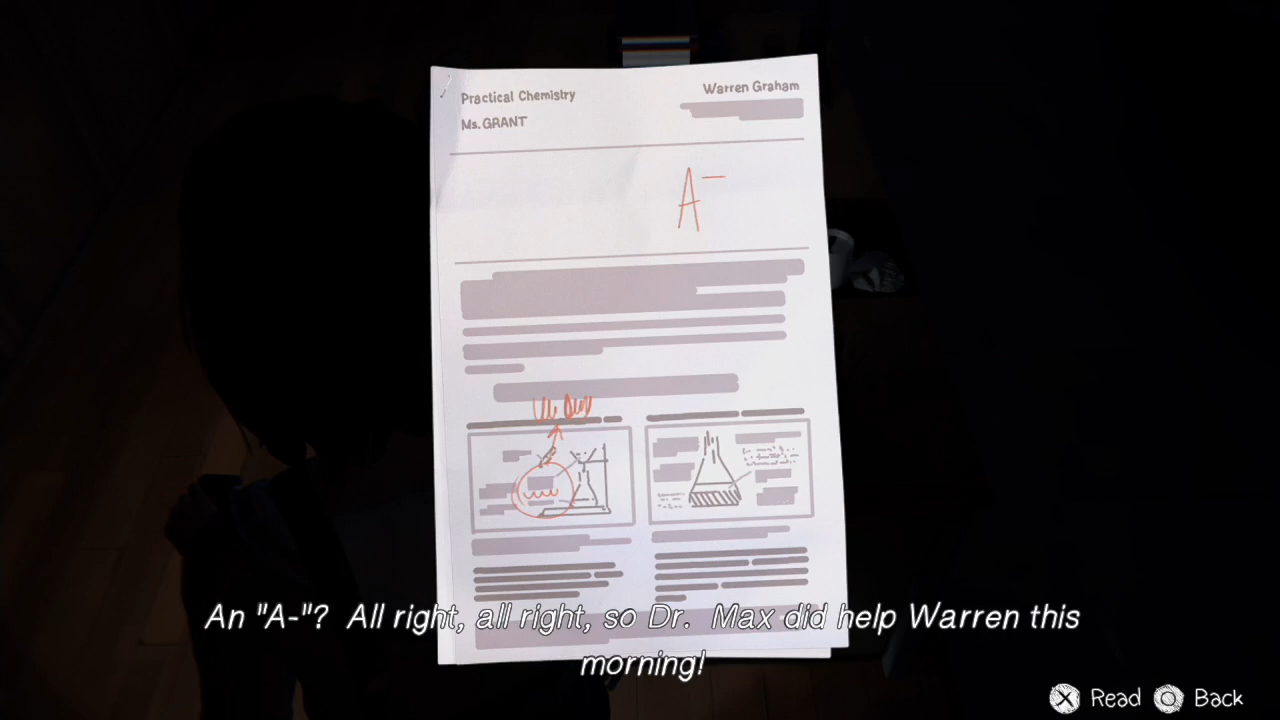 Practical Chemistry
Warren Graham
Ms. GRANT
A-
An "A-"? All right, all right, so Dr. Max did help Warren this
morning!
Read
Back